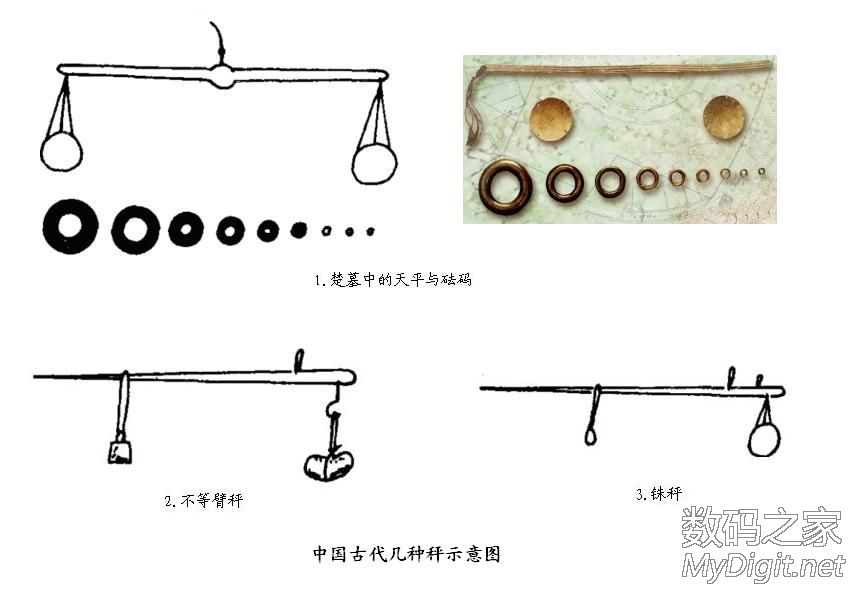 1.楚墓中的天平与砝码
2.不等臂秤
3.铢秤
中国古代几种秤示意图
数码之家
MyDigit.net